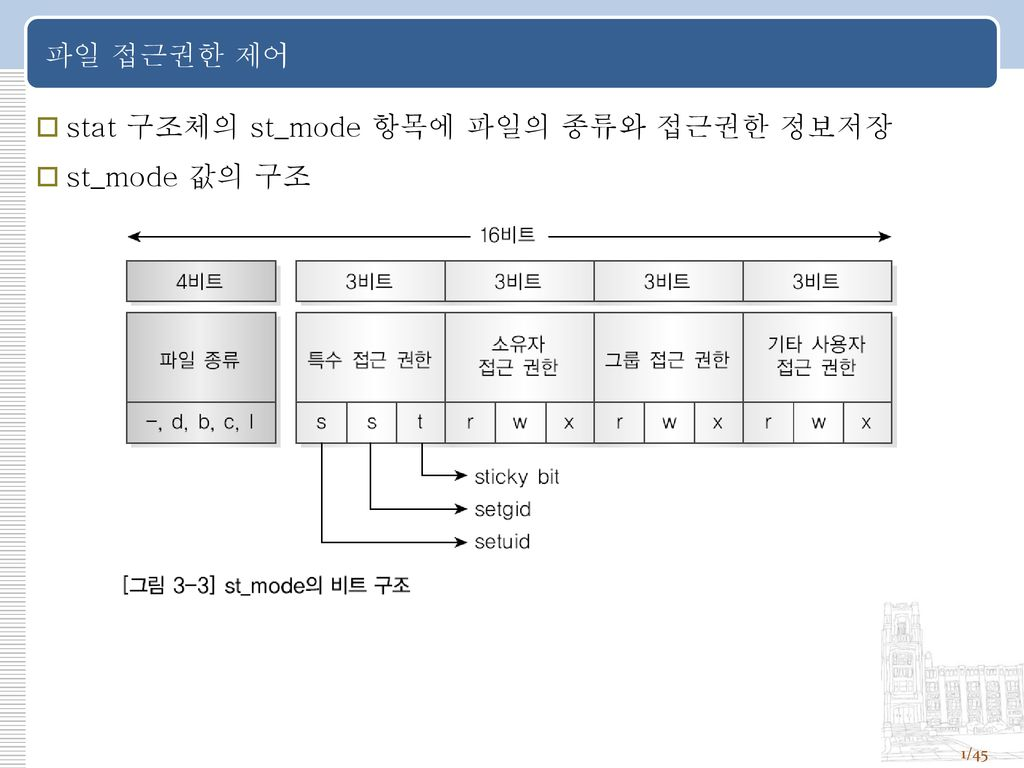 파일 접근권한 제어
stat 구조체의 st_mode 항목에 파일의 종류와 접근권한 정보저장
st_mode 값의 구조
16비트
4비트 3비트 3비트 3비트 3비트
파일 종류 특수 접근 권한 소유자 접근 권한 그룹 접근 권한 기타 사용자 접근 권한
-, d, b, c, l s s t r w x r w x r w x
sticky bit
setgid
setuid
[그림 3-3] st_mode의 비트 구조
1/45